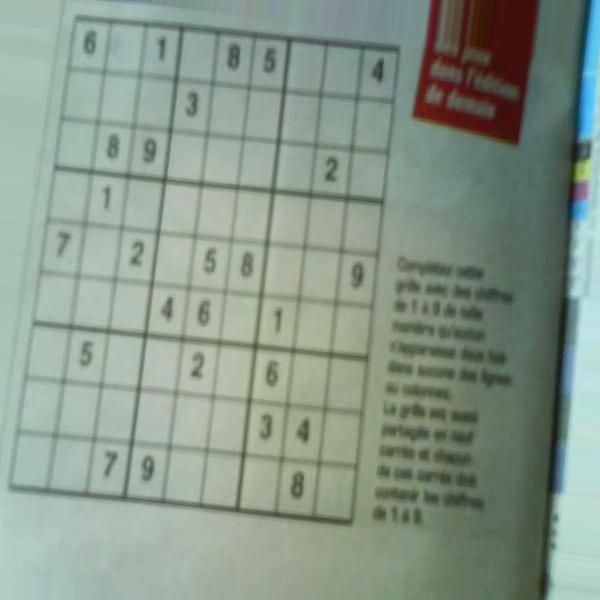 6 1 8 5 4
3
8 9 2
1
7 2 5 8 9
4 6 1
5 2 6
3 4
7 9 8
les jeux
dans l'édition
de demain
Complétez cette
grille avec des chiffres
de 1 à 9 de telle
manière qu'aucun
n'apparaisse deux fois
dans aucune des lignes
ou colonnes.
La grille est aussi
partagée en neuf
carrés et chacun
de ces carrés doit
contenir les chiffres
de 1 à 9.